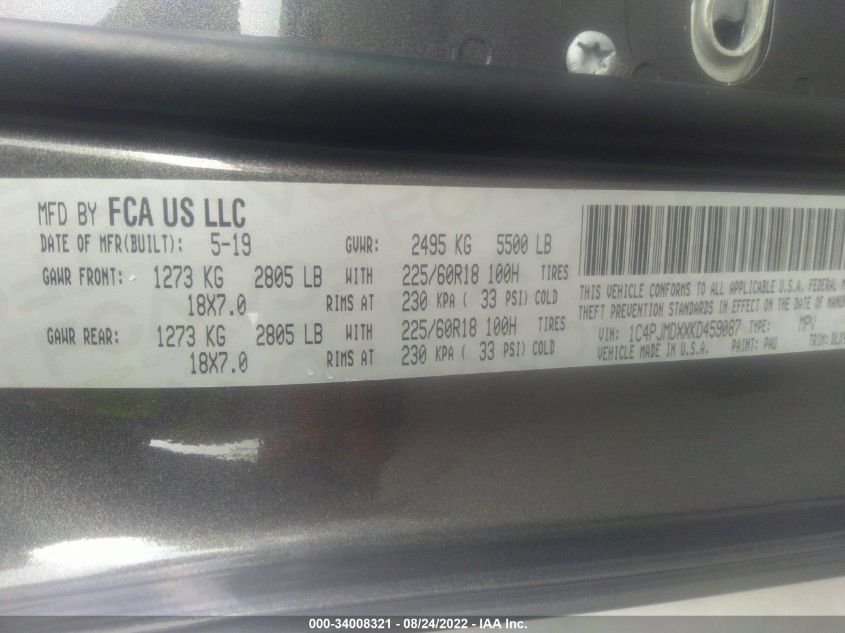 MFD BY FCA US LLC
DATE OF MFR(BUILT): 5-19 GVWR: 2495 KG 5500 LB
GAWR FRONT: 1273 KG 2805 LB WITH 225/60R18 100H TIRES
18X7.0 RIMS AT 230 KPA ( 33 PSI) COLD
GAWR REAR: 1273 KG 2805 LB WITH 225/60R18 100H TIRES
18X7.0 RIMS AT 230 KPA ( 33 PSI) COLD
THIS VEHICLE CONFORMS TO ALL APPLICABLE U.S.A. FEDERAL
THEFT PREVENTION STANDARDS IN EFFECT ON THE DATE OF
VIN: 1C4PJMDXXKD459087 TYPE: MPV
VEHICLE MADE IN U.S.A. PAINT: PAU TRIM:
000-34008321 - 08/24/2022 - IAA Inc.